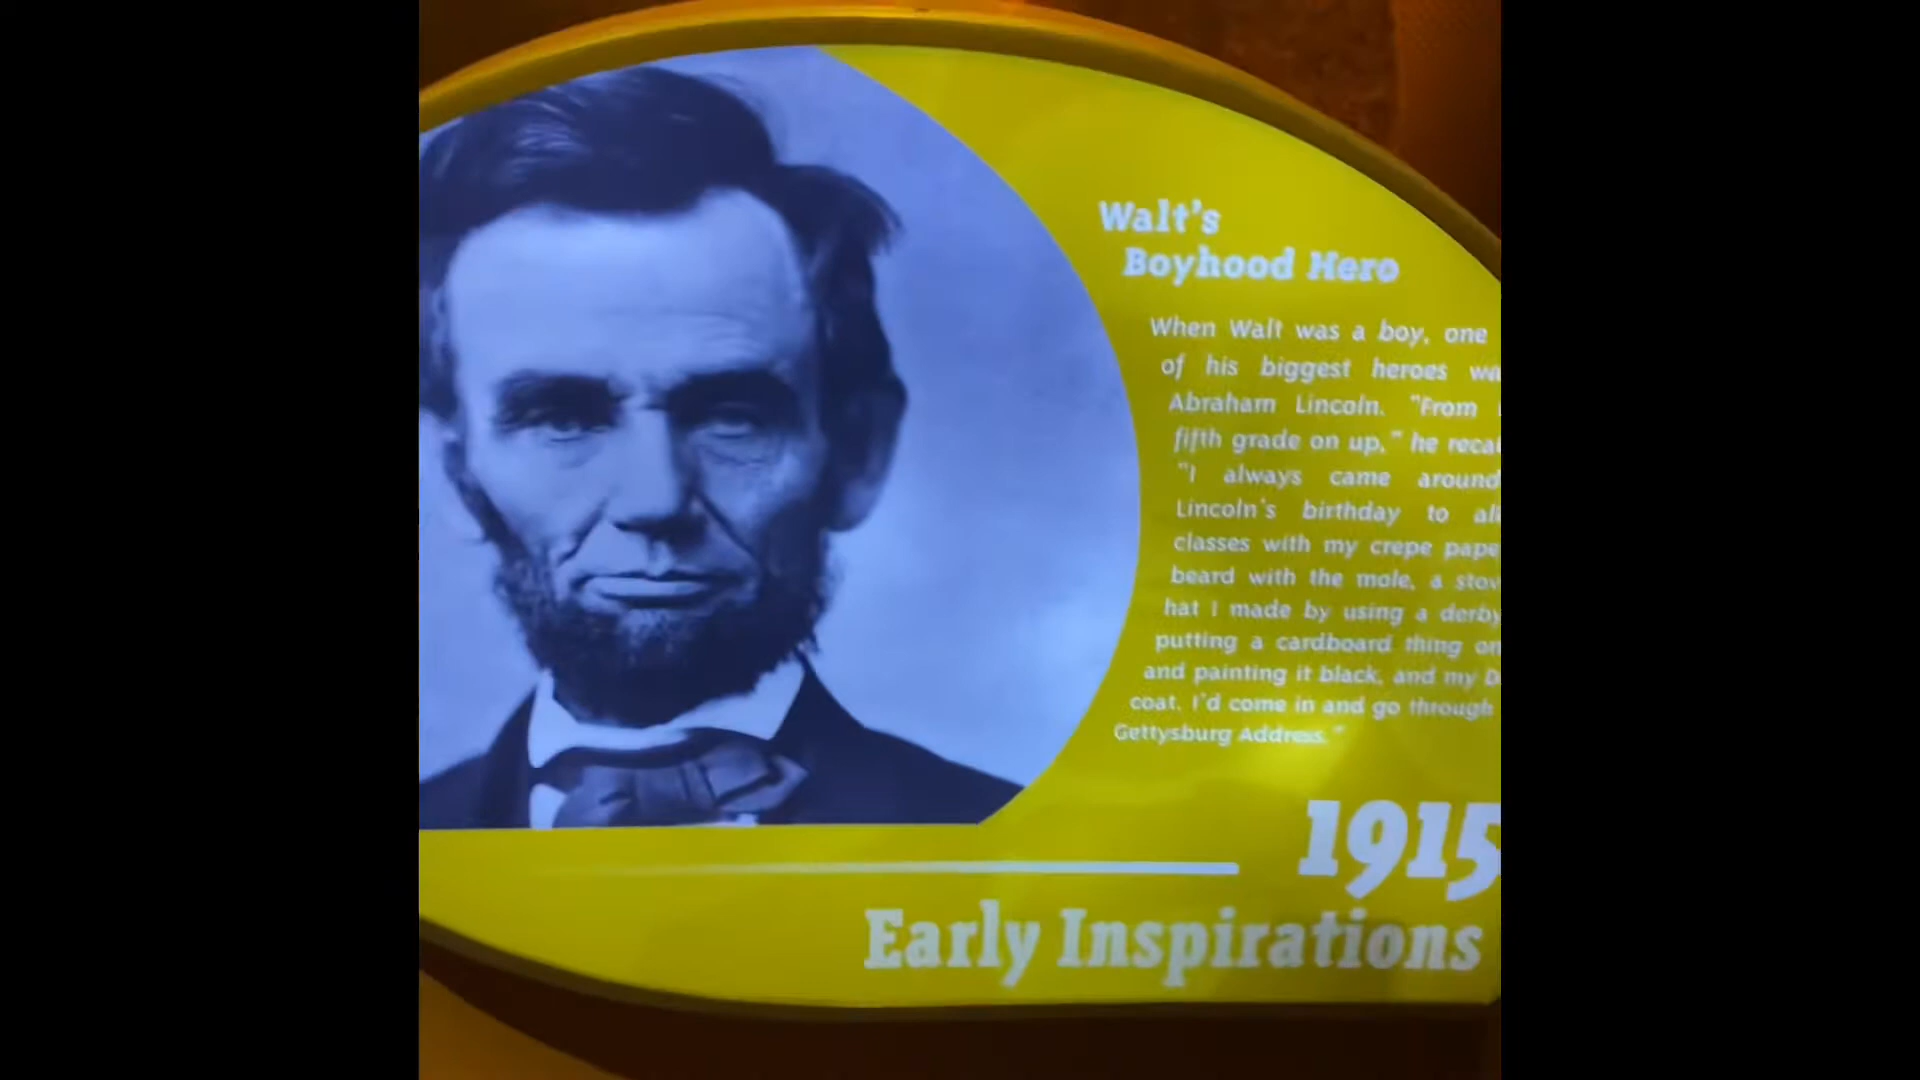 Walt's
Boyhood Hero
When Walt was a boy, one
of his biggest heroes
Abraham Lincoln. "From
fifth grade on up," he
"I always came around
Lincoln's birthday to
classes with my crepe
beard with the mole, a
hat I made by using a derby
putting a cardboard thing
and painting it black, and my
coat. I'd come in and go through
Gettysburg Address."
1915
Early Inspirations